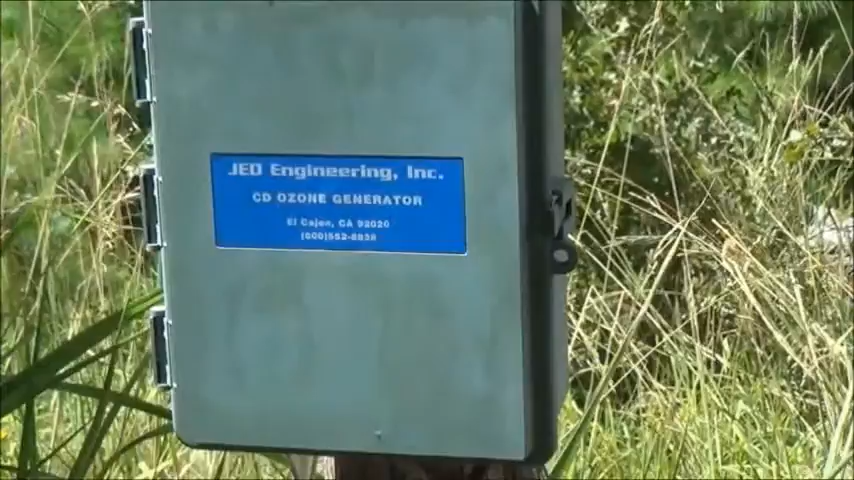 JED Engineering, Inc.
CD OZONE GENERATOR
El Cajon, CA 92020